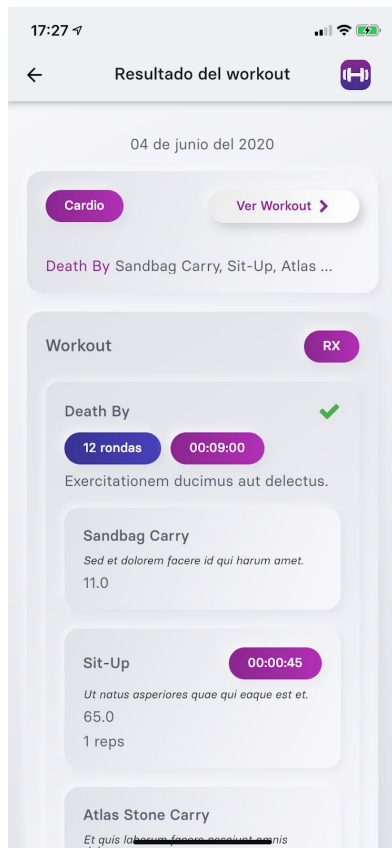 17:27
Resultado del workout
04 de junio del 2020
Cardio
Ver Workout
Death By Sandbag Carry, Sit-Up, Atlas ...
Workout
RX
Death By
12 rondas
00:09:00
Exercitationem ducimus aut delectus.
Sandbag Carry
Sed et dolorem facere id qui harum amet.
11.0
Sit-Up
00:00:45
Ut natus asperiores quae qui eaque est et.
65.0
1 reps
Atlas Stone Carry
Et quis laborum facere nesciunt omnis